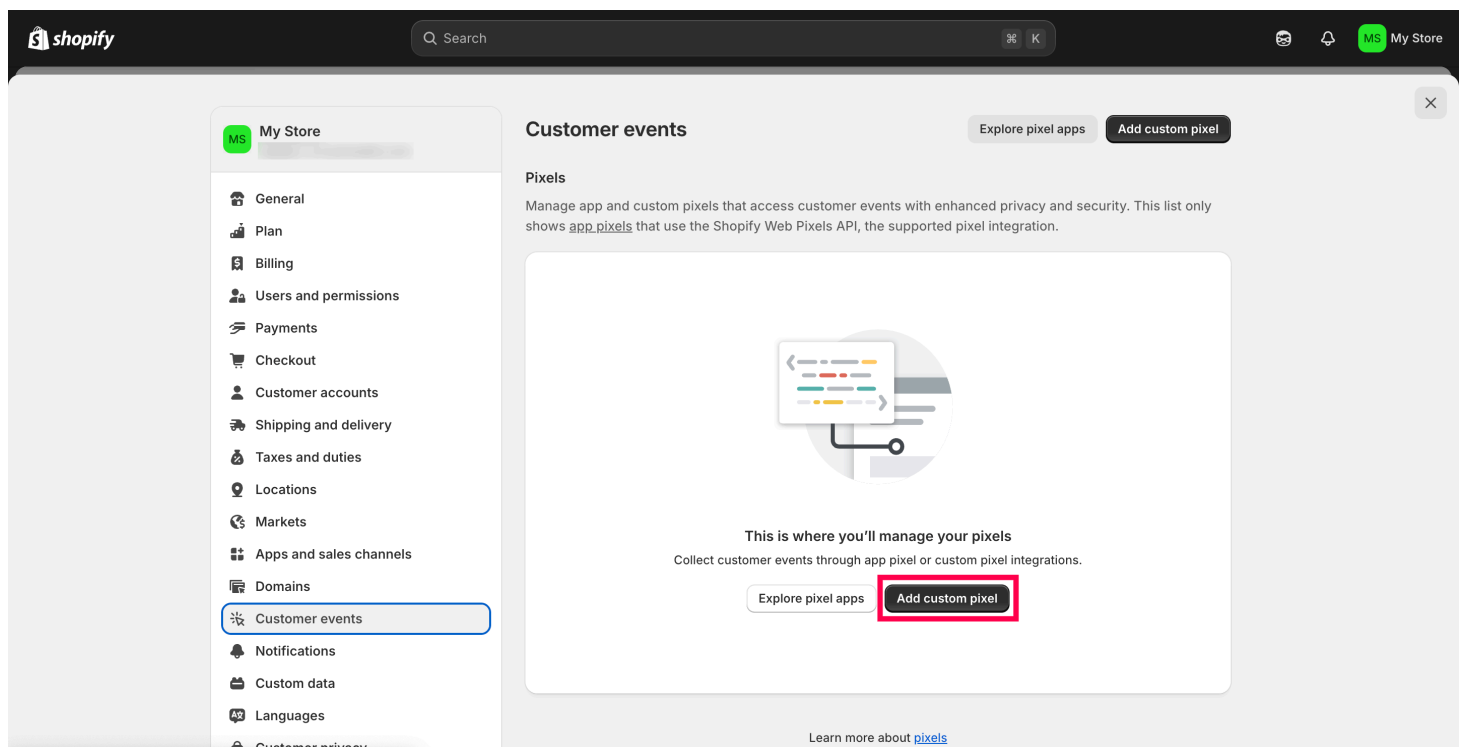 shopify
Search
⌘ K
MS
My Store
MS
My Store
General
Plan
Billing
Users and permissions
Payments
Checkout
Customer accounts
Shipping and delivery
Taxes and duties
Locations
Markets
Apps and sales channels
Domains
Customer events
Notifications
Custom data
Languages
Customer privacy
Customer events
Explore pixel apps
Add custom pixel
Pixels
Manage app and custom pixels that access customer events with enhanced privacy and security. This list only
shows app pixels that use the Shopify Web Pixels API, the supported pixel integration.
This is where you’ll manage your pixels
Collect customer events through app pixel or custom pixel integrations.
Explore pixel apps
Add custom pixel
Learn more about pixels